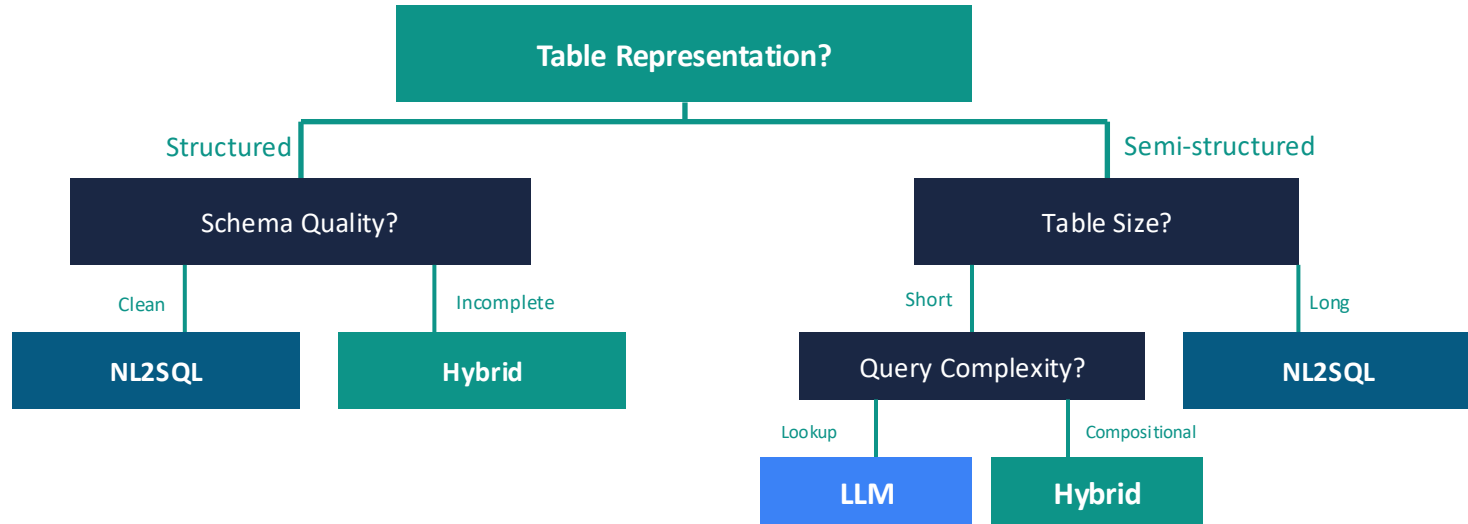 Table Representation?
Structured
Semi-structured
Schema Quality?
Table Size?
Clean
Incomplete
Short
Long
NL2SQL
Hybrid
Query Complexity?
NL2SQL
Lookup
Compositional
LLM
Hybrid